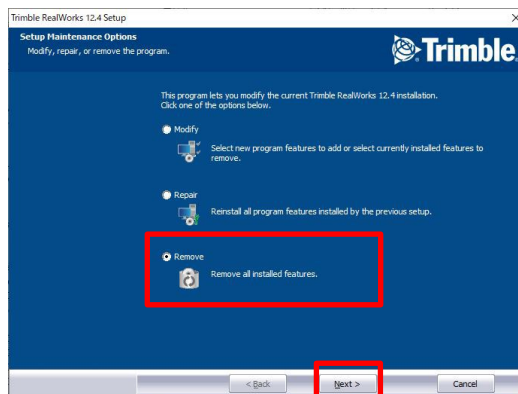 Trimble RealWorks 12.4 Setup
Setup Maintenance Options
Modify, repair, or remove the program.
Trimble.
This program lets you modify the current Trimble RealWorks 12.4 installation.
Click one of the options below.
Modify
Select new program features to add or select currently installed features to
remove.
Repair
Reinstall all program features installed by the previous setup.
Remove
Remove all installed features.
< Back
Next >
Cancel